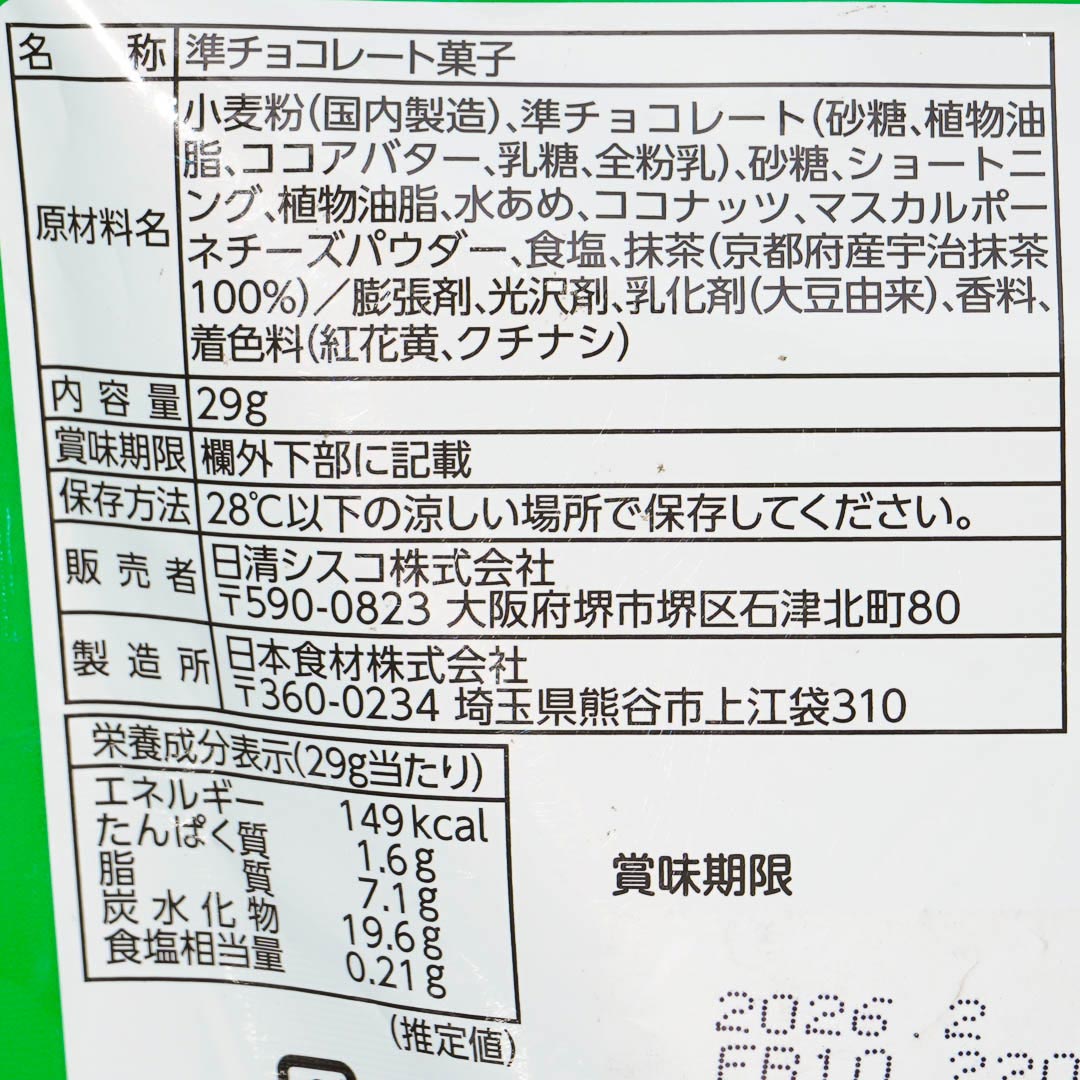 名称 準チョコレート菓子
原材料名 小麦粉(国内製造)、準チョコレート(砂糖、植物油
脂、ココアバター、乳糖、全粉乳)、砂糖、ショートニ
ング、植物油脂、水あめ、ココナッツ、マスカルポー
ネチーズパウダー、食塩、抹茶(京都府産宇治抹茶
100%)/膨張剤、光沢剤、乳化剤(大豆由来)、香料、
着色料(紅花黄、クチナシ)
内容量 29g
賞味期限 欄外下部に記載
保存方法 28℃以下の涼しい場所で保存してください。
販売者 日清シスコ株式会社
〒590-0823 大阪府堺市堺区石津北町80
製造所 日本食材株式会社
〒360-0234 埼玉県熊谷市上江袋310
栄養成分表示(29g当たり)
エネルギー 149kcal
たんぱく質 1.6g
脂質 7.1g
炭水化物 19.6g
食塩相当量 0.21g
(推定値)
賞味期限
2026. 2